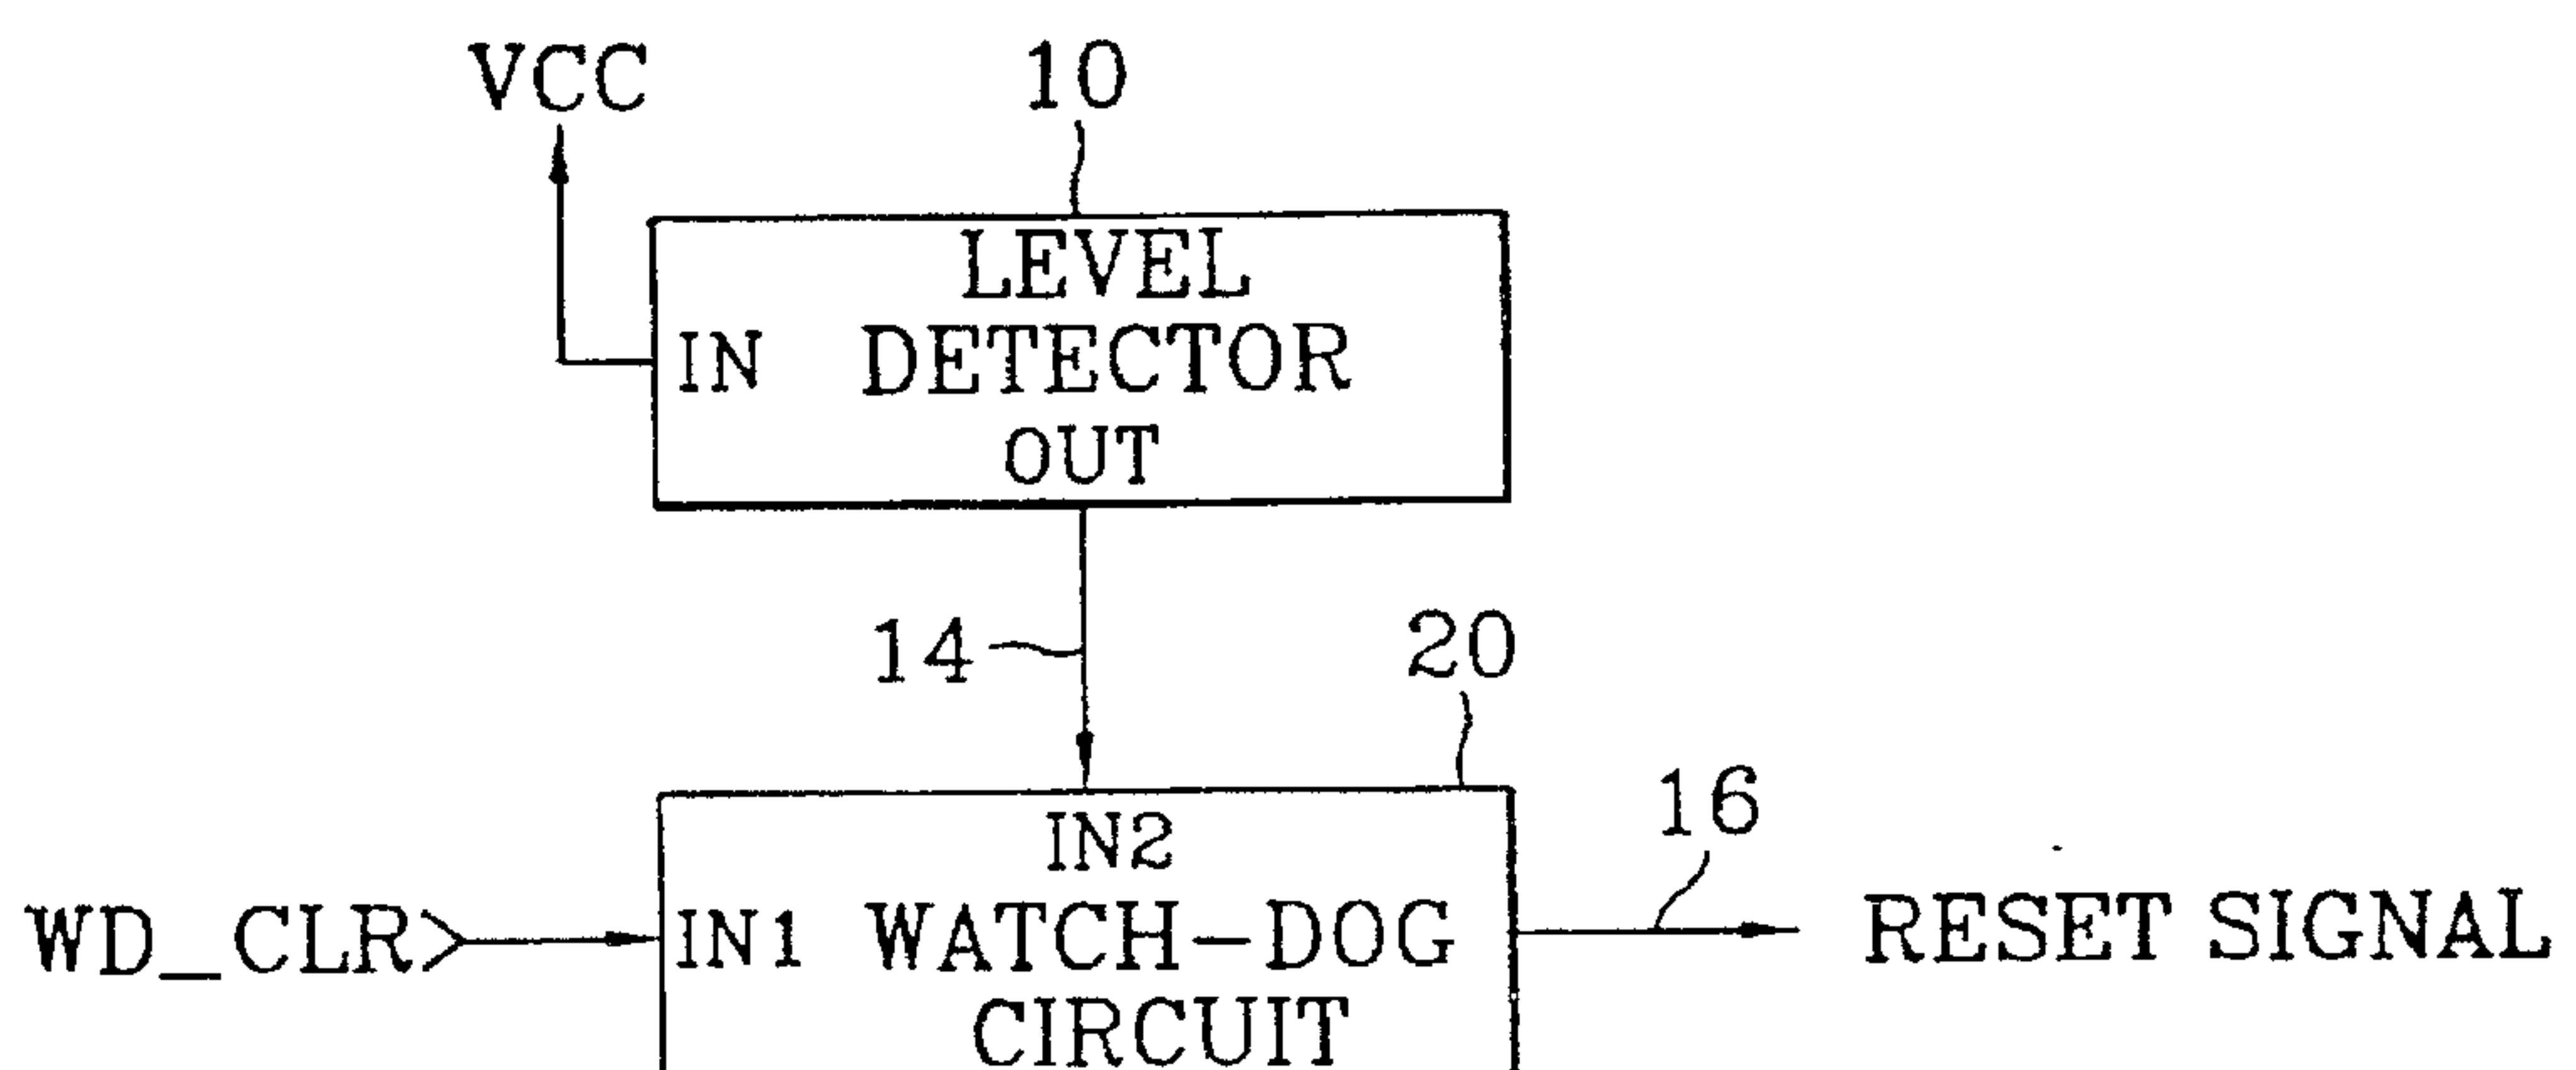 VCC
10
LEVEL
IN DETECTOR
OUT
14
20
16
IN2
WD_CLR IN1 WATCH-DOG RESET SIGNAL
CIRCUIT